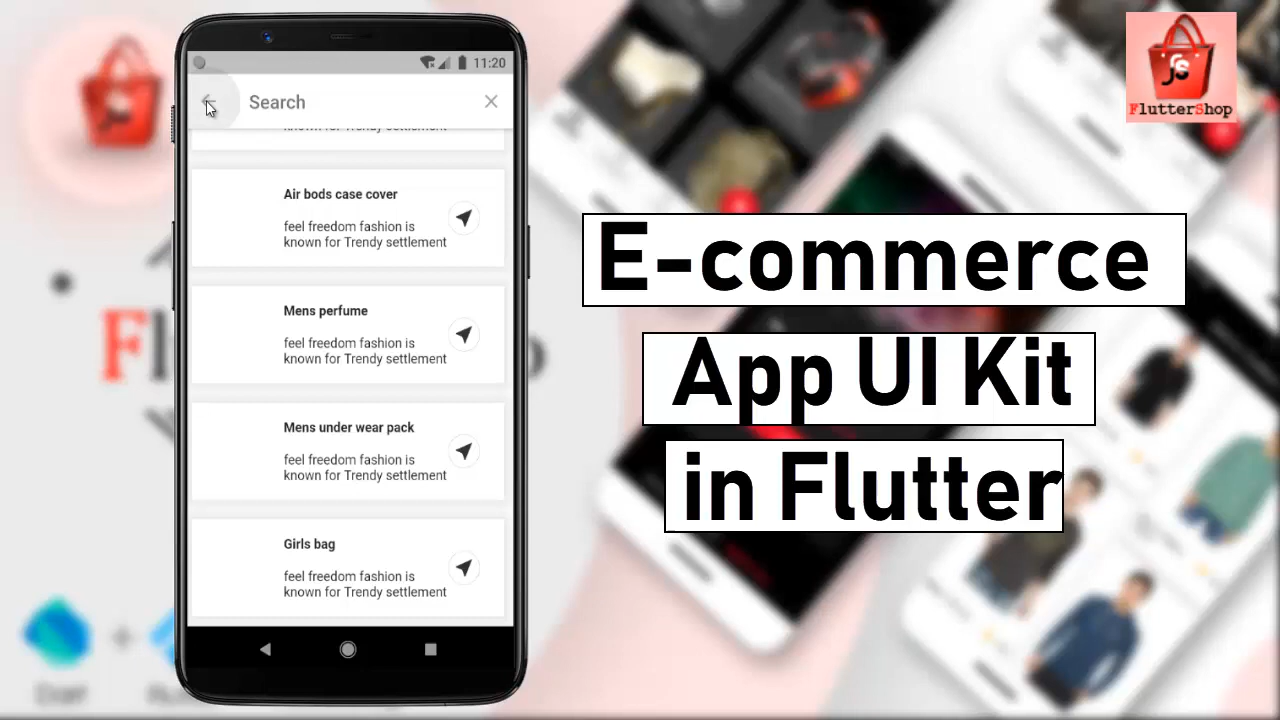 11:20
Search
known for Trendy settlement
Air bods case cover
feel freedom fashion is
known for Trendy settlement
Mens perfume
feel freedom fashion is
known for Trendy settlement
Mens under wear pack
feel freedom fashion is
known for Trendy settlement
Girls bag
feel freedom fashion is
known for Trendy settlement
E-commerce
App UI Kit
in Flutter
JS
FlutterShop
Dart